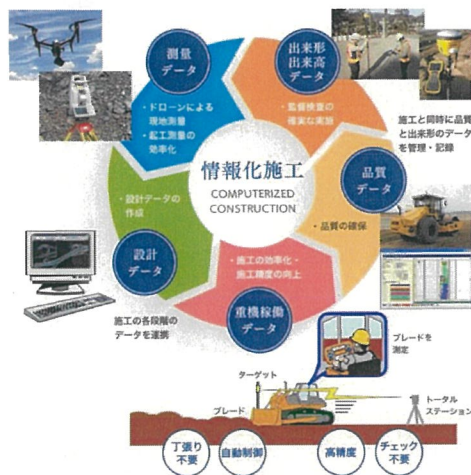 測量
データ
・ドローンによる
現地測量
・起工測量の
効率化
出来形
出来高
データ
・監督検査の
確実な実施
施工と同時に品質
と出来形のデータ
を管理・記録
情報化施工
COMPUTERIZED
CONSTRUCTION
品質
データ
・品質の確保
・設計データの
作成
設計
データ
・施工の効率化・
施工精度の向上
重機稼働
データ
施工の各段階の
データを連携
ブレードを
測定
ターゲット
ブレード
トータル
ステーション
丁張り
不要
自動制御
高精度
チェック
不要